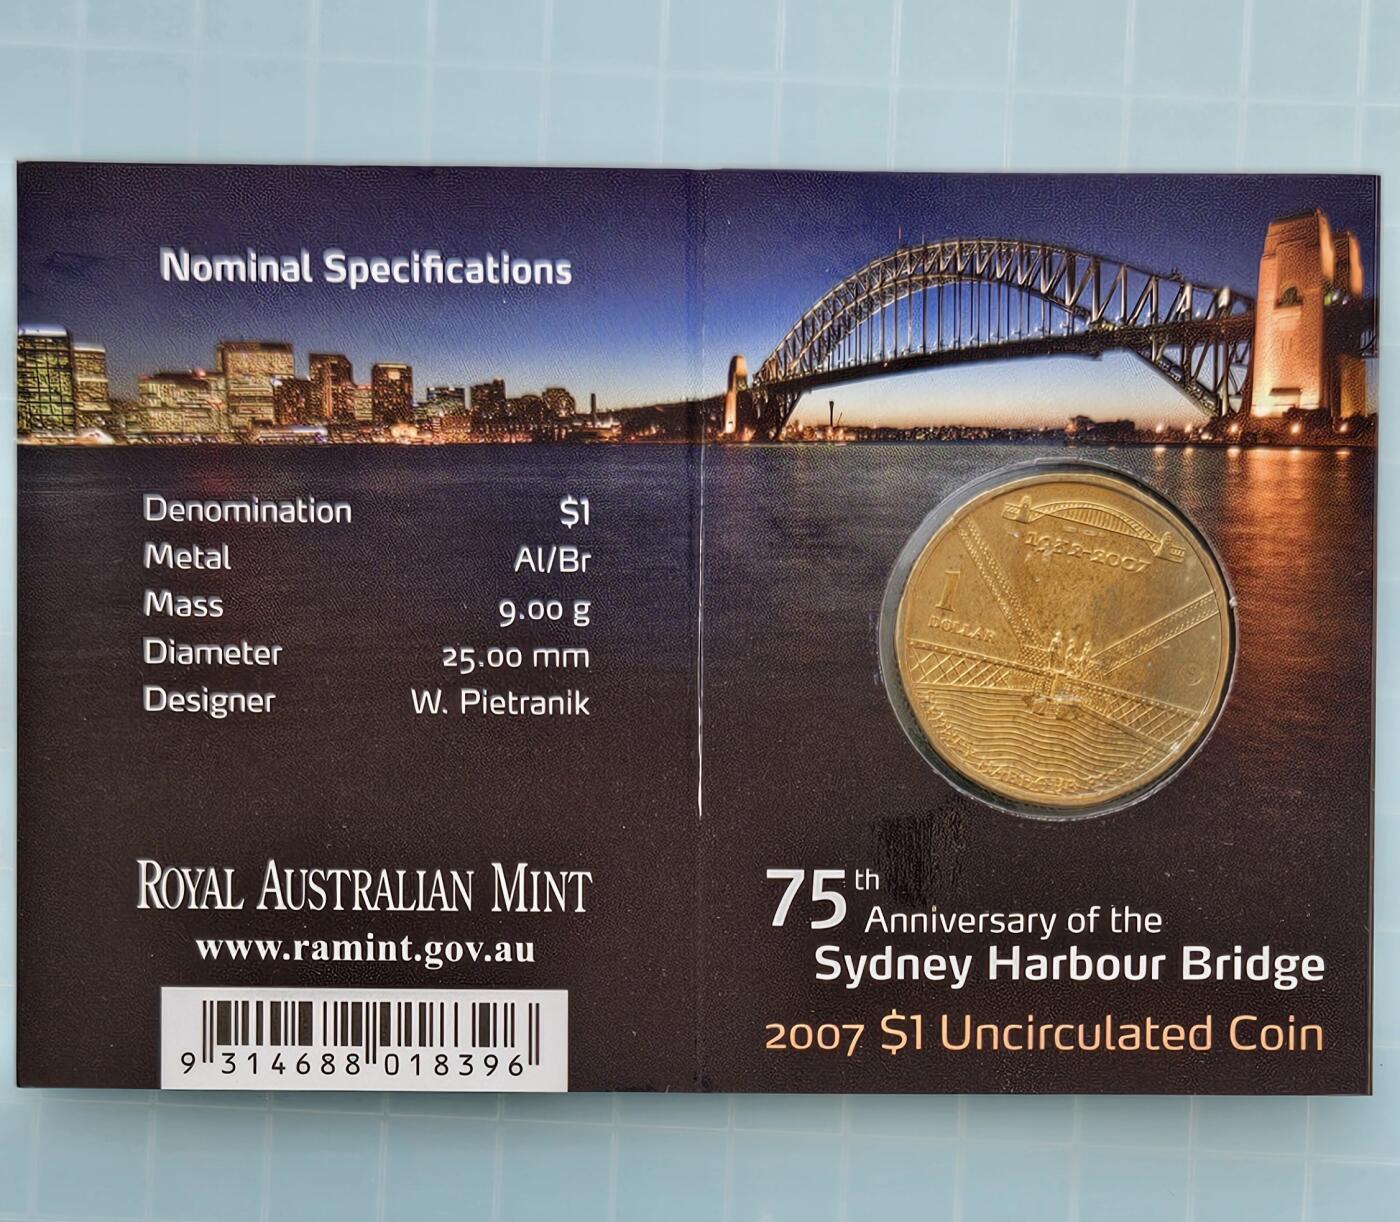 Nominal Specifications
Denomination $1
Metal Al/Br
Mass 9.00 g
Diameter 25.00 mm
Designer W. Pietranik
ROYAL AUSTRALIAN MINT
www.ramint.gov.au
9 314688 018396
1932-2007
1
DOLLAR
75th Anniversary of the
Sydney Harbour Bridge
2007 $1 Uncirculated Coin